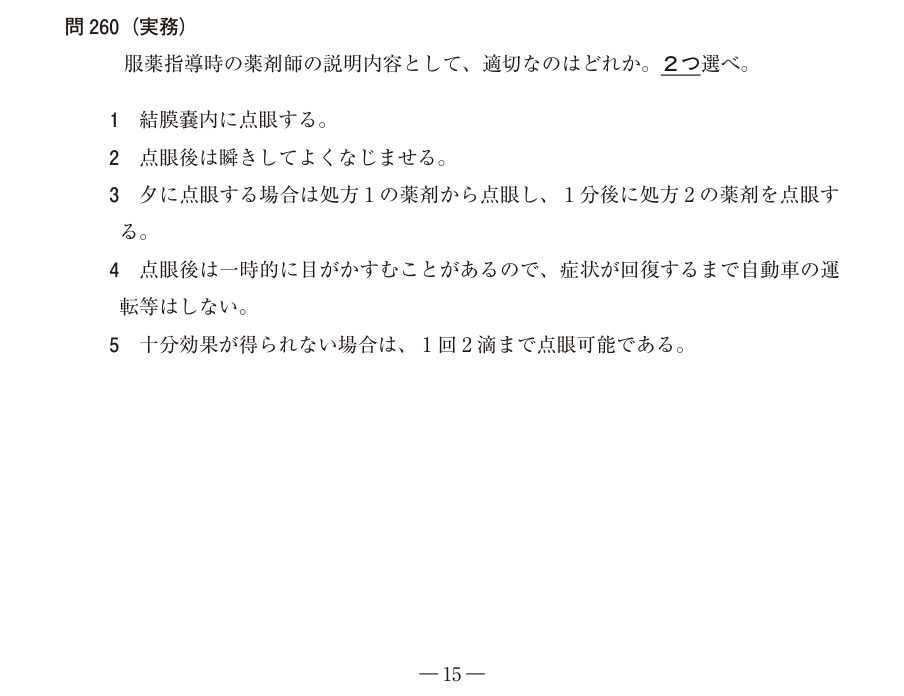 問 260（実務）
服薬指導時の薬剤師の説明内容として、適切なのはどれか。２つ選べ。
1　結膜嚢内に点眼する。
2　点眼後は瞬きしてよくなじませる。
3　夕に点眼する場合は処方１の薬剤から点眼し、１分後に処方２の薬剤を点眼す
る。
4　点眼後は一時的に目がかすむことがあるので、症状が回復するまで自動車の運
転等はしない。
5　十分効果が得られない場合は、１回２滴まで点眼可能である。
― 15 ―